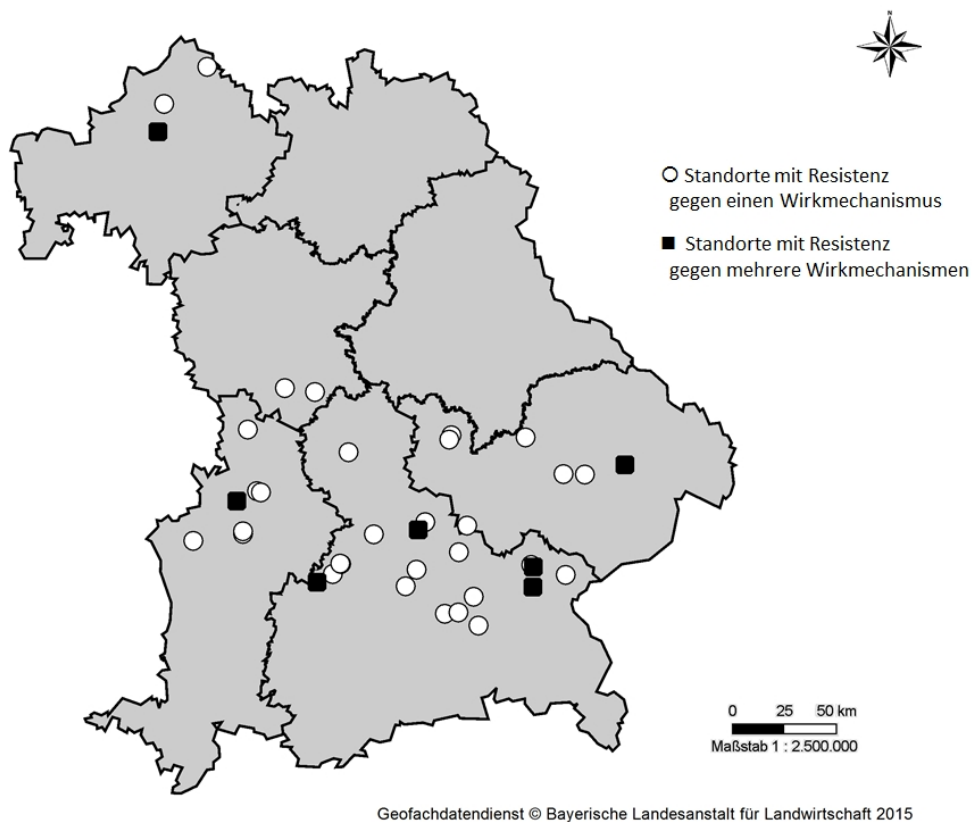 N
Standorte mit Resistenz
gegen einen Wirkmechanismus
Standorte mit Resistenz
gegen mehrere Wirkmechanismen
0 25 50 km
Maßstab 1 : 2.500.000
Geofachdatendienst © Bayerische Landesanstalt für Landwirtschaft 2015